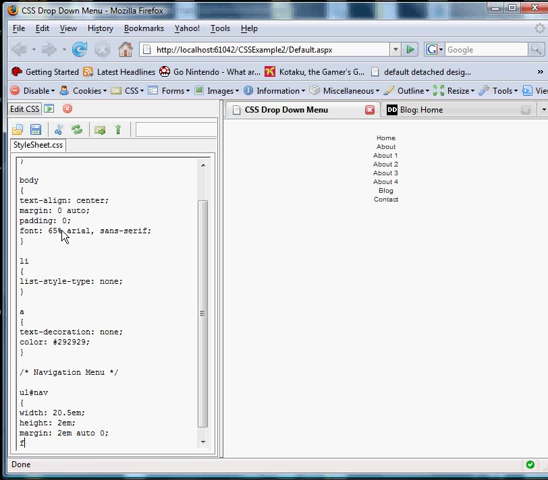 CSS Drop Down Menu - Mozilla Firefox
File Edit View History Bookmarks Yahoo! Tools Help
http://localhost:61042/CSSExample2/Default.aspx Google
Getting Started Latest Headlines Go Nintendo - What ar... Kotaku, the Gamer's G... default detached desig...
Disable Cookies CSS Forms Images Information Miscellaneous Outline Resize Tools
Edit CSS
CSS Drop Down Menu
DD Blog: Home
StyleSheet.css
}
body
{
text-align: center;
margin: 0 auto;
padding: 0;
font: 65% arial, sans-serif;
}
li
{
list-style-type: none;
}
a
{
text-decoration: none;
color: #292929;
}
/* Navigation Menu */
ul#nav
{
width: 20.5em;
height: 2em;
margin: 2em auto 0;
f
Home
About
About 1
About 2
About 3
About 4
Blog
Contact
Done